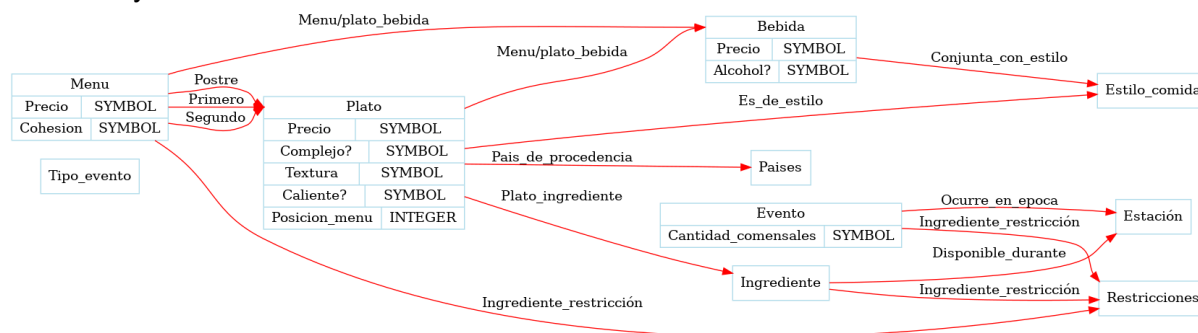 Menu/plato_bebida
Bebida
Precio SYMBOL
Alcohol? SYMBOL
Menu/plato_bebida
Conjunta_con_estilo
Menu
Precio SYMBOL
Cohesion SYMBOL
Postre
Primero
Segundo
Estilo_comida
Es_de_estilo
Plato
Precio SYMBOL
Complejo? SYMBOL
Textura SYMBOL
Caliente? SYMBOL
Posicion_menu INTEGER
Pais_de_procedencia
Paises
Tipo_evento
Plato_ingrediente
Evento
Cantidad_comensales SYMBOL
Ocurre_en_epoca
Ingrediente_restricción
Estación
Disponible_durante
Ingrediente
Ingrediente_restricción
Ingrediente_restricción
Restricciones